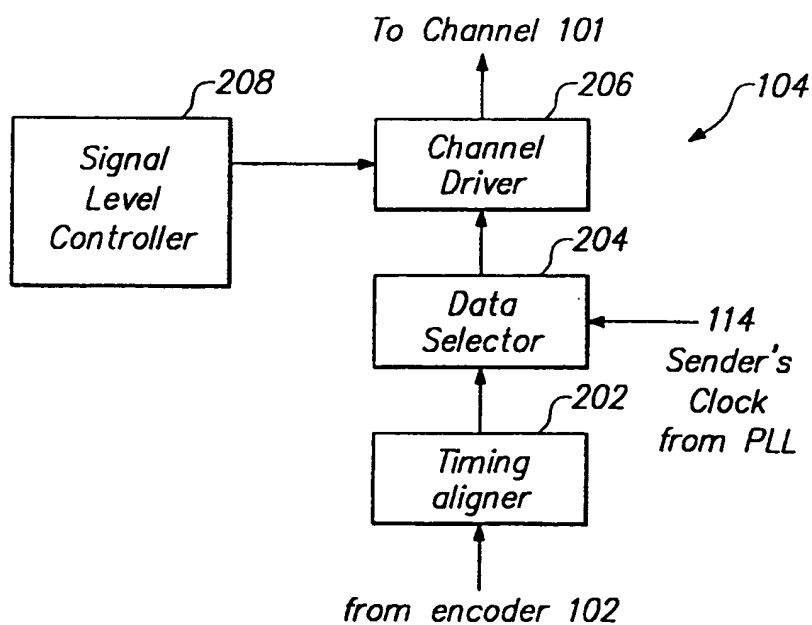 To Channel 101
208
206
104
Signal
Level
Controller
Channel
Driver
204
Data
Selector
114
Sender's
Clock
from PLL
202
Timing
aligner
from encoder 102